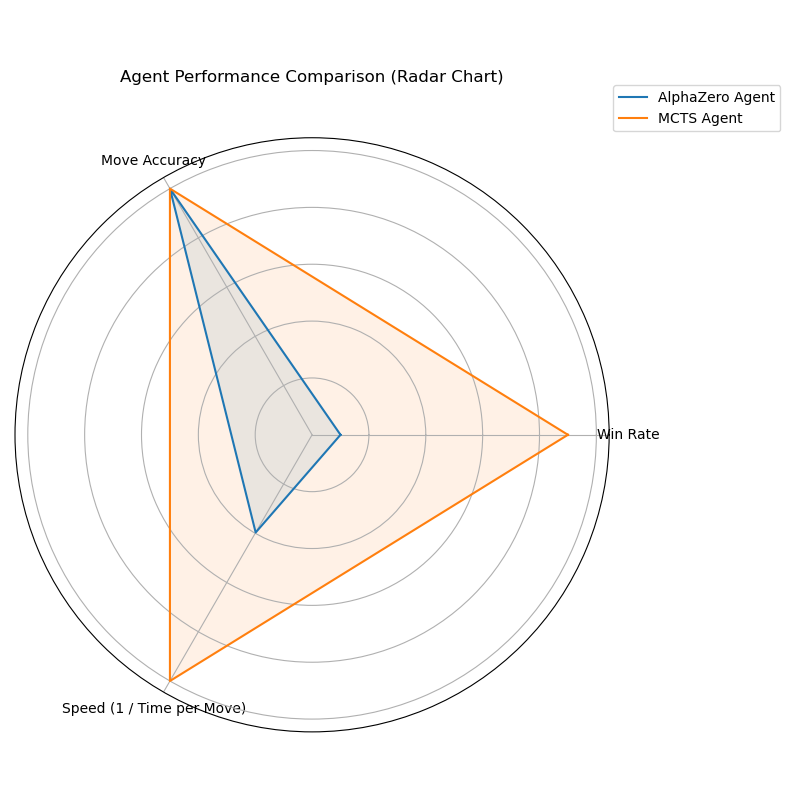 Agent Performance Comparison (Radar Chart)
AlphaZero Agent
MCTS Agent
Move Accuracy
Win Rate
Speed (1 / Time per Move)